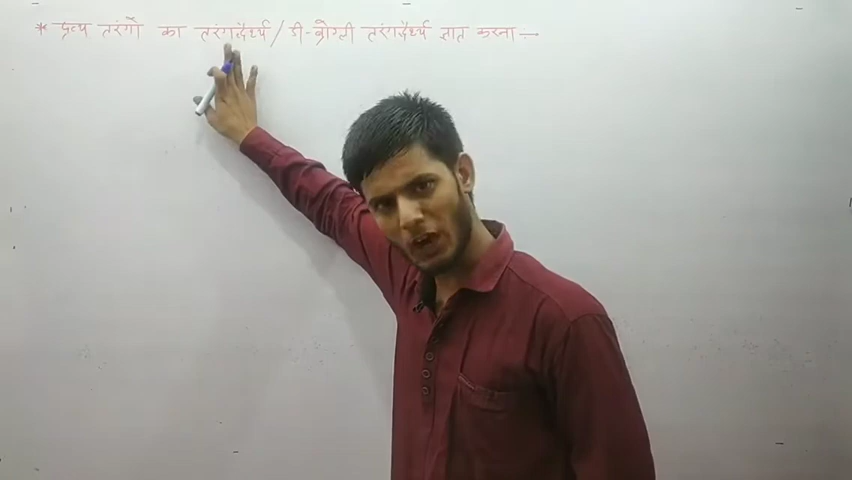 * द्रव्य तरंगों का तरंगदैर्ध्य / डी-ब्रोग्ली तरंगदैर्ध्य ज्ञात करना :-